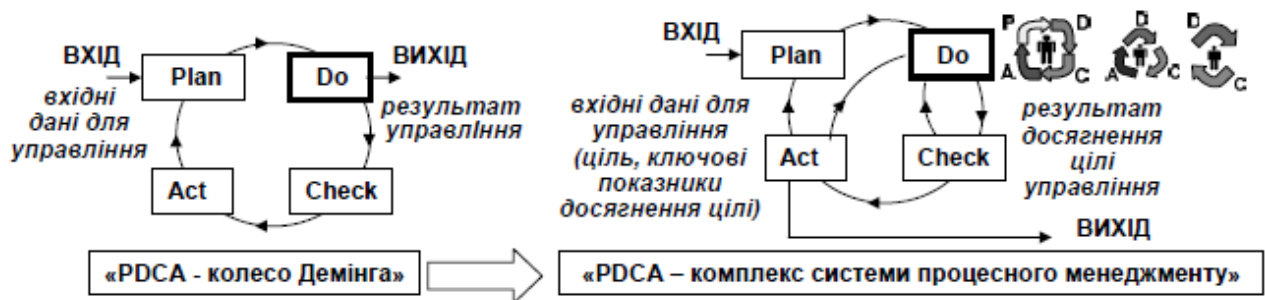 ВХІД
Plan
Do
ВИХІД
вхідні
дані для
управління
результат
управлІння
Act
Check
«PDCA - колесо Демінга»
ВХІД
Plan
Do
P
D
A
C
D
A
C
D
C
вхідні дані для
управління
(ціль, ключові
показники
досягнення цілі)
Act
Check
результат
досягнення
цілі
управління
ВИХІД
«PDCA – комплекс системи процесного менеджменту»